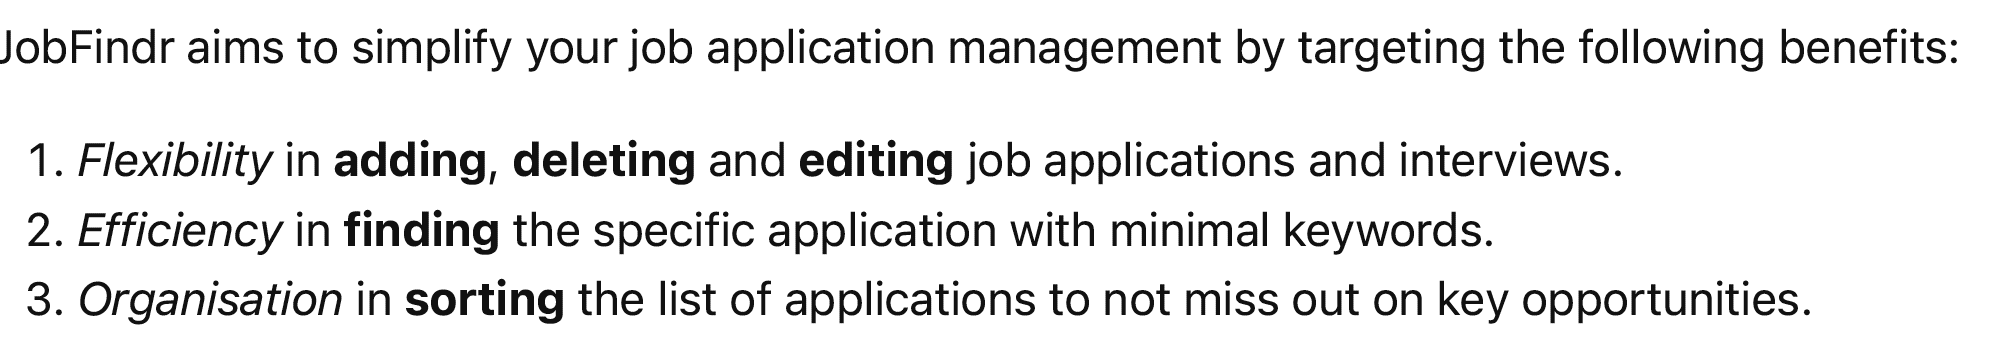 JobFindr aims to simplify your job application management by targeting the following benefits:
1. Flexibility in adding, deleting and editing job applications and interviews.
2. Efficiency in finding the specific application with minimal keywords.
3. Organisation in sorting the list of applications to not miss out on key opportunities.